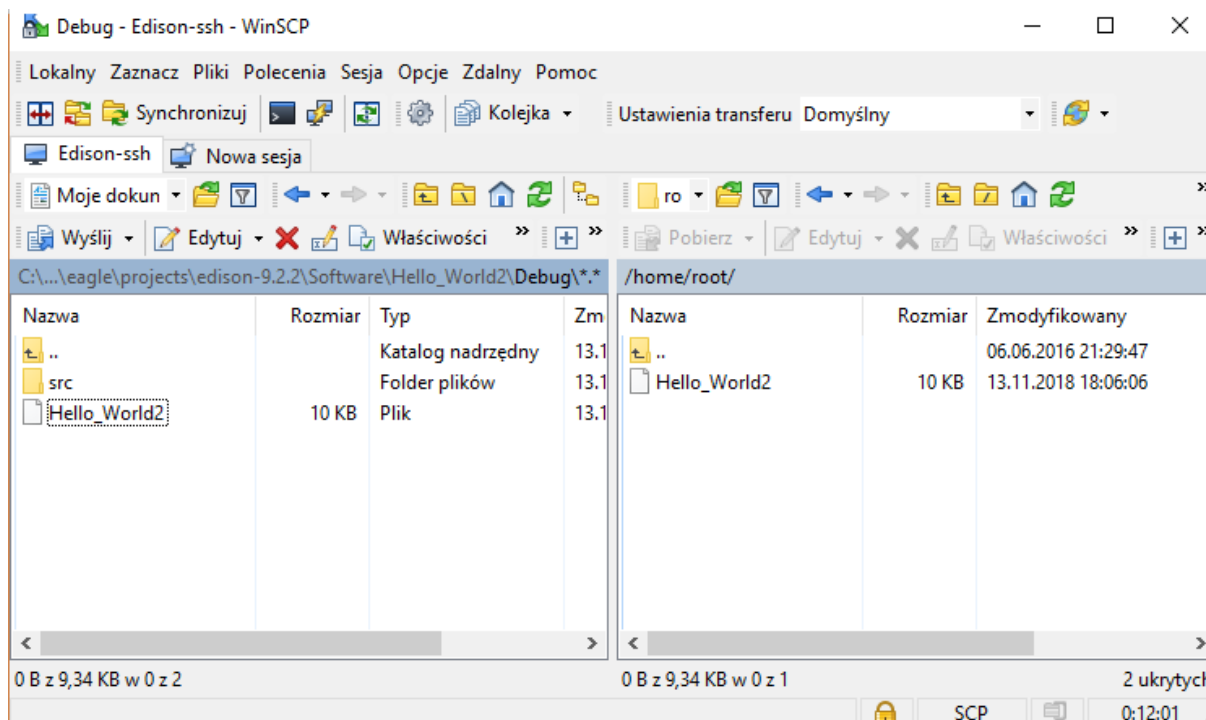 Debug - Edison-ssh - WinSCP
Lokalny Zaznacz Pliki Polecenia Sesja Opcje Zdalny Pomoc
Synchronizuj Kolejka Ustawienia transferu Domyślny
Edison-ssh Nowa sesja
Moje dokun ro
Wyślij Edytuj Właściwości » » Pobierz Edytuj Właściwości » »
C:\...\eagle\projects\edison-9.2.2\Software\Hello_World2\Debug\*.* /home/root/
Nazwa Rozmiar Typ Zm Nazwa Rozmiar Zmodyfikowany
.. Katalog nadrzędny 13.1 .. 06.06.2016 21:29:47
src Folder plików 13.1 Hello_World2 10 KB 13.11.2018 18:06:06
Hello_World2 10 KB Plik 13.1
0 B z 9,34 KB w 0 z 2 0 B z 9,34 KB w 0 z 1 2 ukrytych
SCP 0:12:01